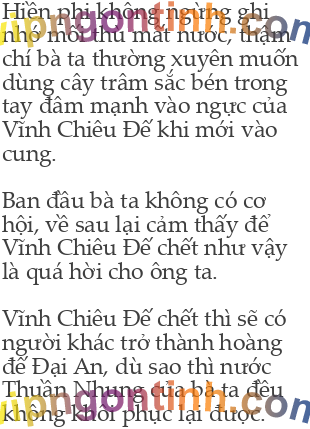 Hiền phi không ngừng ghi
nhớ mối thù mất nước, thậm
chí bà ta thường xuyên muốn
dùng cây trâm sắc bén trong
tay đâm mạnh vào ngực của
Vĩnh Chiêu Đế khi mới vào
cung.
Ban đầu bà ta không có cơ
hội, về sau lại cảm thấy để
Vĩnh Chiêu Đế chết như vậy
là quá hời cho ông ta.
Vĩnh Chiêu Đế chết thì sẽ có
người khác trở thành hoàng
đế Đại An, dù sao thì nước
Thuần Nhung của bà ta đều
không khôi phục lại được.